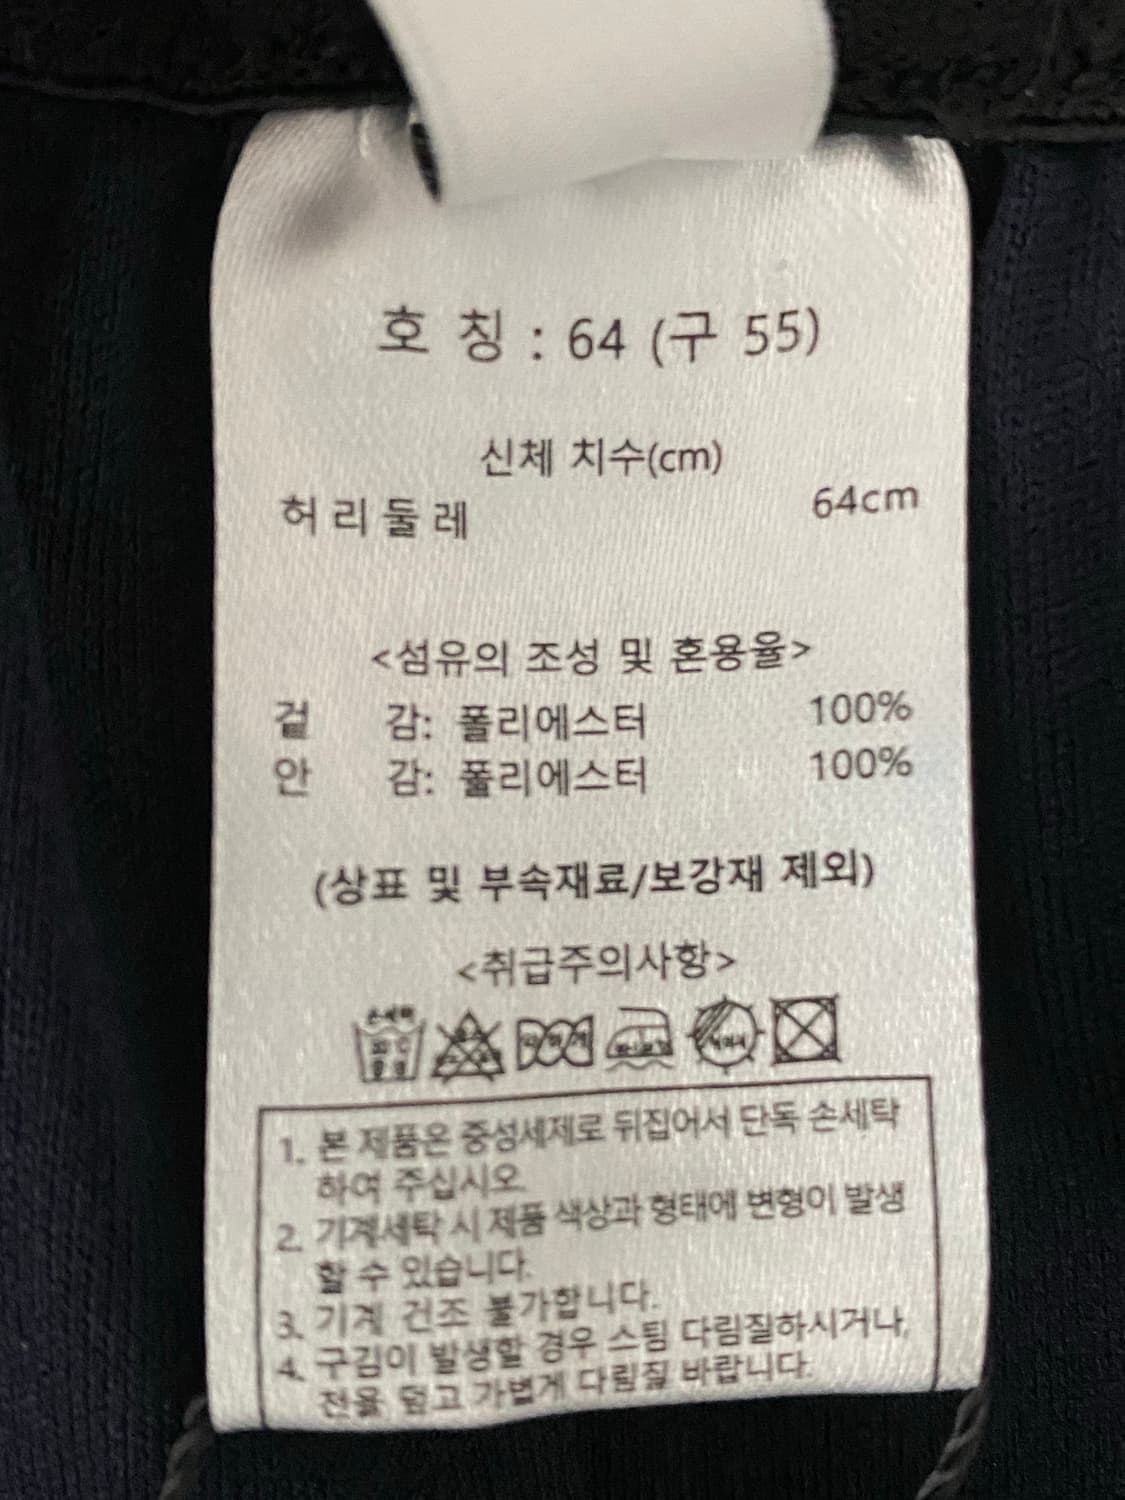 호 칭 : 64 (구 55)
신체 치수(cm)
허 리 둘 레 64cm
<섬유의 조성 및 혼용율>
겉 감: 폴리에스터 100%
안 감: 폴리에스터 100%
(상표 및 부속재료/보강재 제외)
<취급주의사항>
손세탁
1. 본 제품은 중성세제로 뒤집어서 단독 손세탁
하여 주십시오.
2. 기계세탁 시 제품 색상과 형태에 변형이 발생
할 수 있습니다.
3. 기계 건조 불가합니다.
4. 구김이 발생할 경우 스팀 다림질하시거나,
천을 덮고 가볍게 다림질 바랍니다.